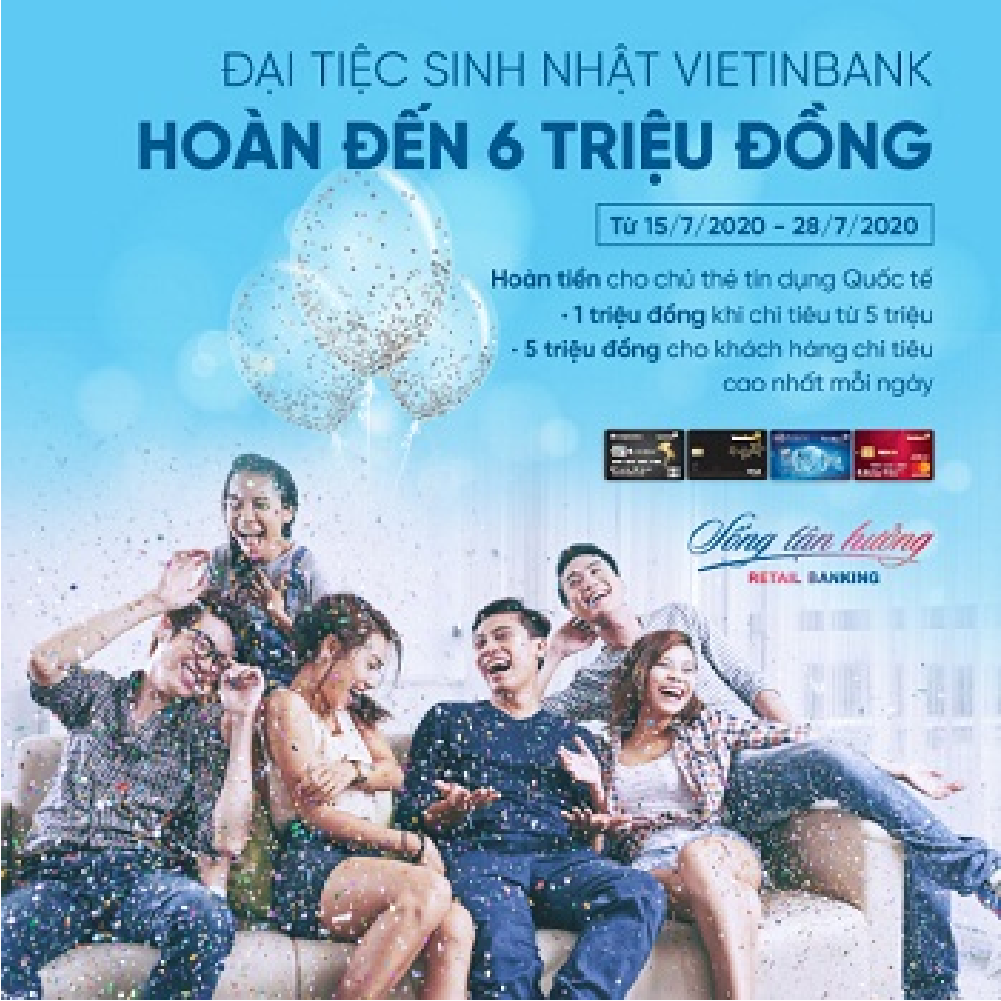 ĐẠI TIỆC SINH NHẬT VIETINBANK
HOÀN ĐẾN 6 TRIỆU ĐỒNG
Từ 15/7/2020 - 28/7/2020
Hoàn tiền cho chủ thẻ tín dụng Quốc tế
- 1 triệu đồng khi chi tiêu từ 5 triệu
- 5 triệu đồng cho khách hàng chi tiêu
cao nhất mỗi ngày
Sống tận hưởng
RETAIL BANKING